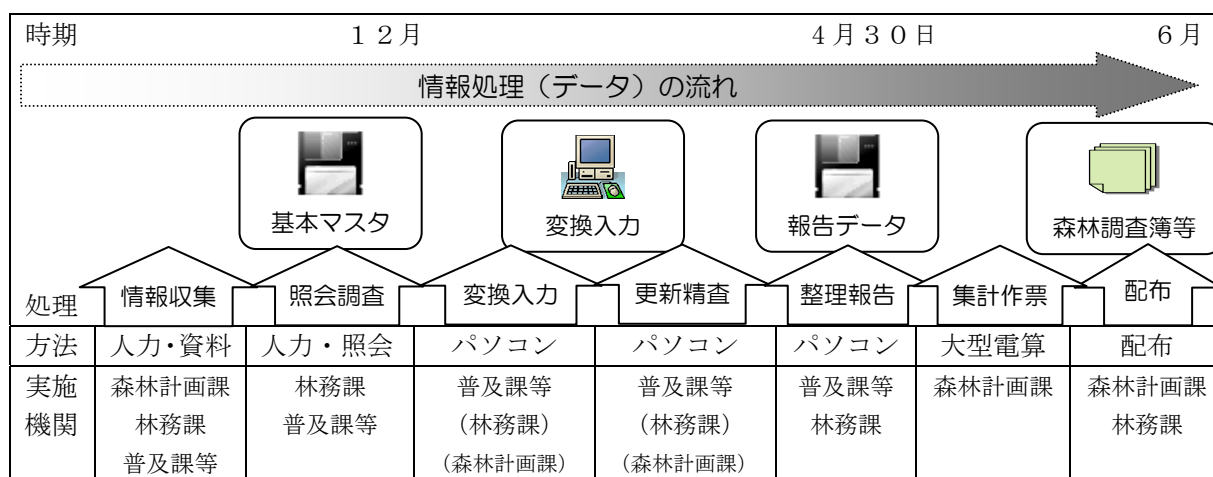 時期 １２月 ４月３０日 ６月
情報処理（データ）の流れ
基本マスタ 変換入力 報告データ 森林調査簿等
処理 情報収集 照会調査 変換入力 更新精査 整理報告 集計作票 配布
方法 人力・資料 人力・照会 パソコン パソコン パソコン 大型電算 配布
実施 森林計画課 林務課 普及課等 普及課等 普及課等 森林計画課 森林計画課
機関 林務課 普及課等 （林務課） （林務課） 林務課 林務課
普及課等 （森林計画課） （森林計画課）